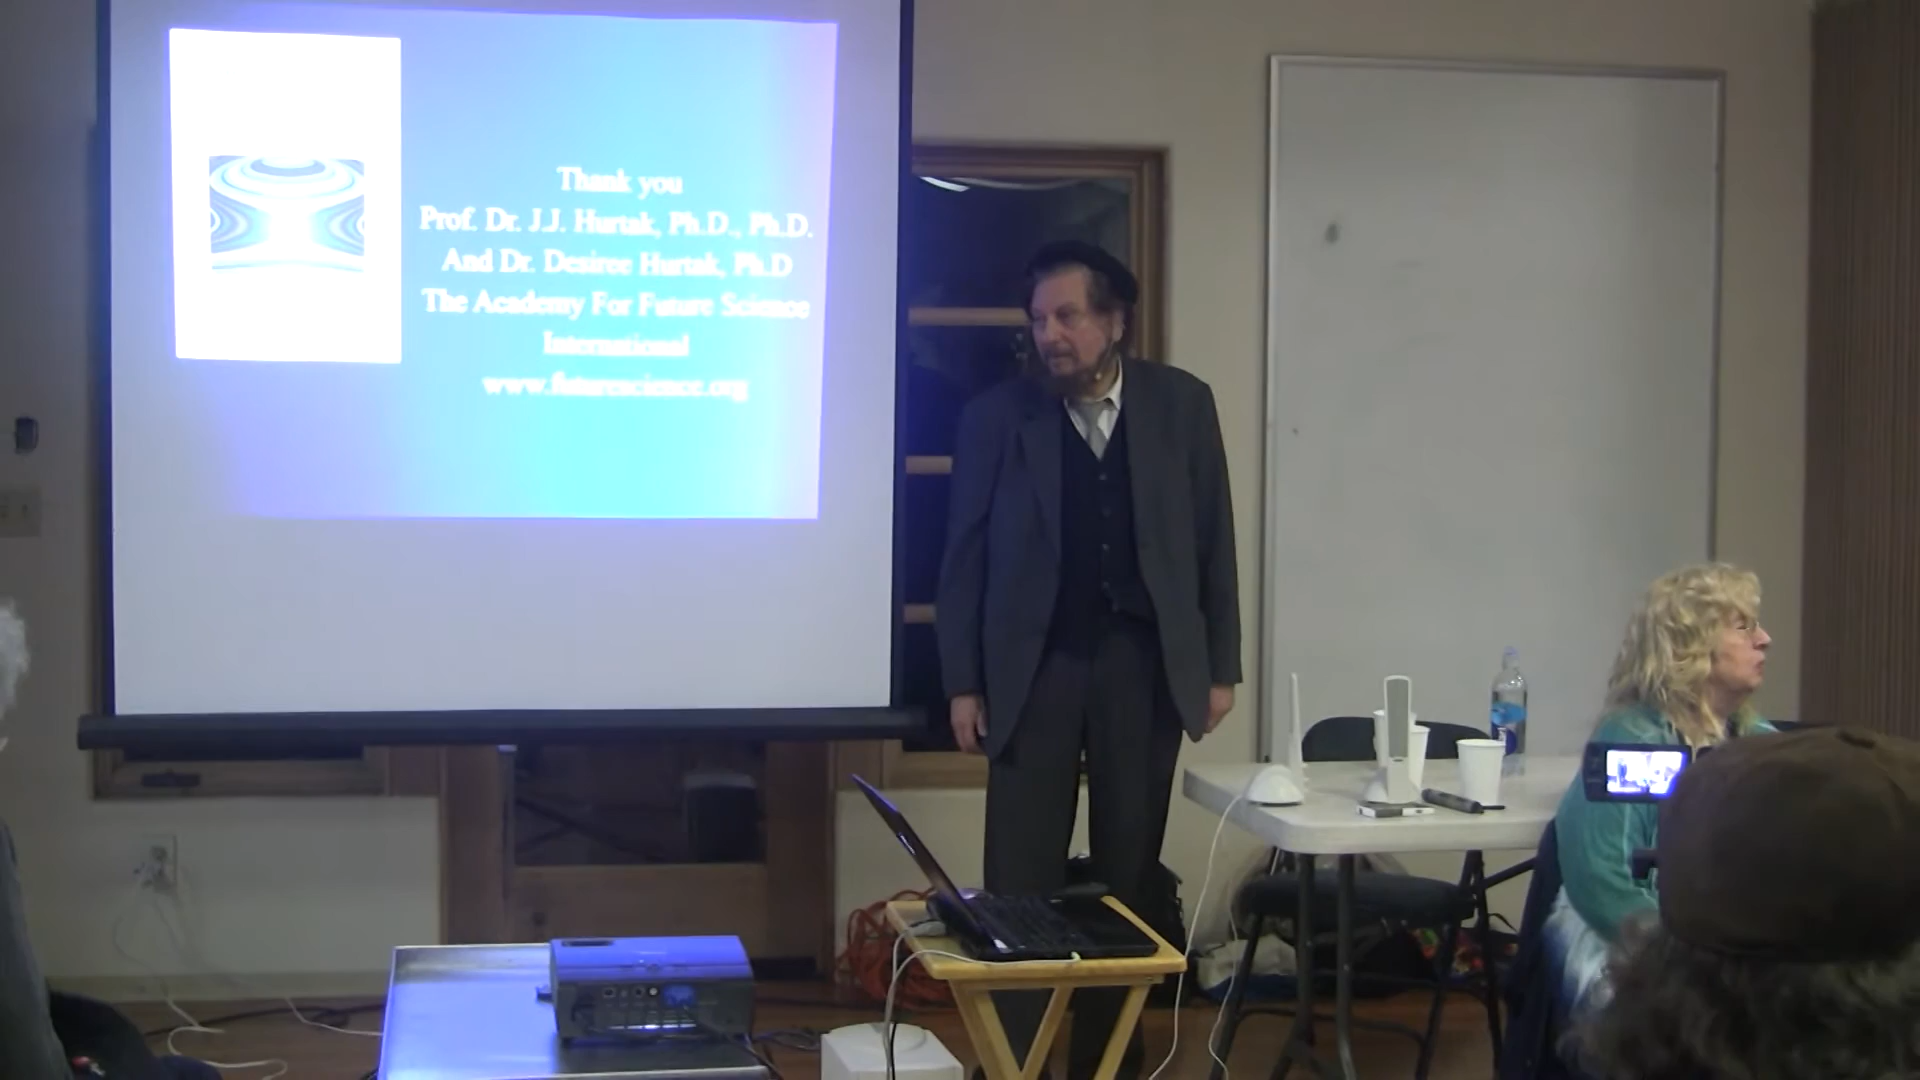 Thank you
Prof. Dr. J.J. Hurtak, Ph.D., Ph.D.
And Dr. Desiree Hurtak, Ph.D
The Academy For Future Science
International
www.futurescience.org